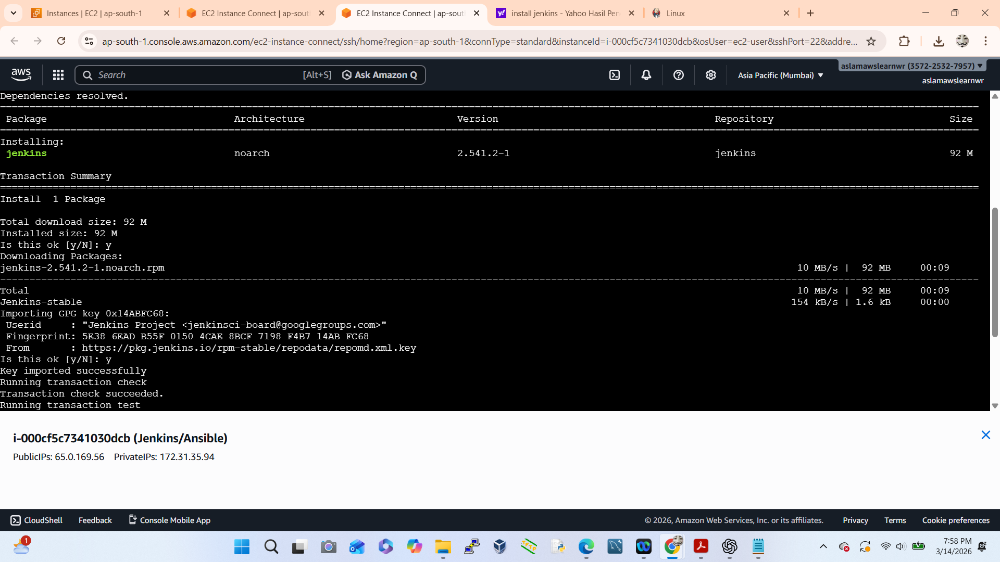 Instances | EC2 | ap-south-1
EC2 Instance Connect | ap-sout
EC2 Instance Connect | ap-sout
install jenkins - Yahoo Hasil Pen
Linux
ap-south-1.console.aws.amazon.com/ec2-instance-connect/ssh/home?region=ap-south-1&connType=standard&instanceId=i-000cf5c7341030dcb&osUser=ec2-user&sshPort=22&addre...
aws
Search [Alt+S] Ask Amazon Q
Asia Pacific (Mumbai)
aslamawslearnwr (3572-2532-7957)
aslamawslearnwr
Dependencies resolved.
Package Architecture Version Repository Size
Installing:
jenkins noarch 2.541.2-1 jenkins 92 M
Transaction Summary
Install 1 Package
Total download size: 92 M
Installed size: 92 M
Is this ok [y/N]: y
Downloading Packages:
jenkins-2.541.2-1.noarch.rpm 10 MB/s | 92 MB 00:09
Total 10 MB/s | 92 MB 00:09
Jenkins-stable 154 kB/s | 1.6 kB 00:00
Importing GPG key 0x14ABFC68:
Userid : "Jenkins Project <jenkinsci-board@googlegroups.com>"
Fingerprint: 5E38 6EAD B55F 0150 4CAE 8BCF 7198 F4B7 14AB FC68
From : https://pkg.jenkins.io/rpm-stable/repodata/repomd.xml.key
Is this ok [y/N]: y
Key imported successfully
Running transaction check
Transaction check succeeded.
Running transaction test
i-000cf5c7341030dcb (Jenkins/Ansible)
PublicIPs: 65.0.169.56 PrivateIPs: 172.31.35.94
CloudShell Feedback Console Mobile App
© 2026, Amazon Web Services, Inc. or its affiliates. Privacy Terms Cookie preferences
1
TFTP
7:58 PM
3/14/2026